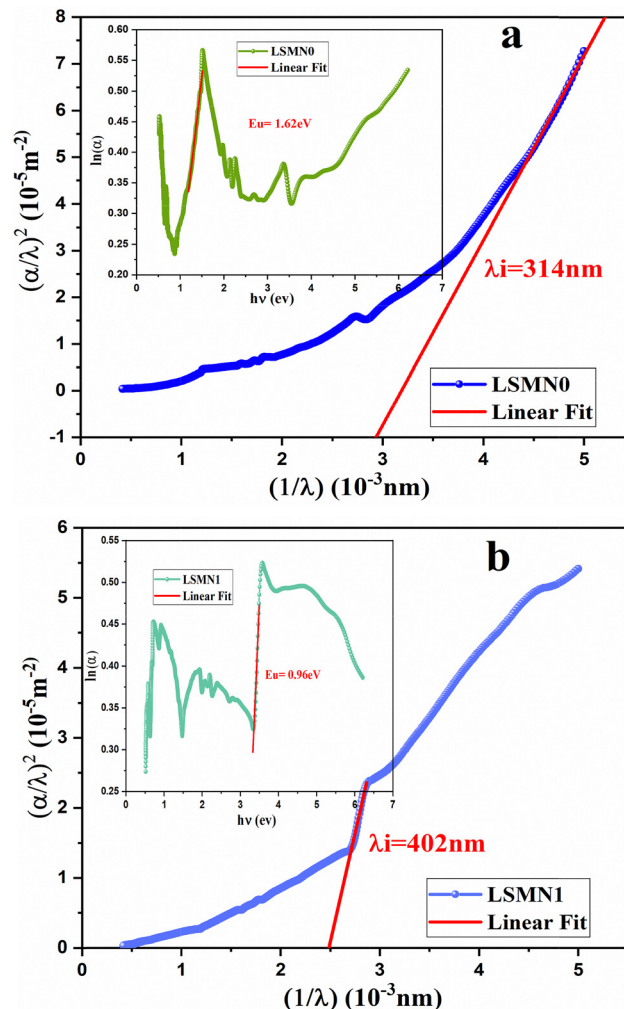 a
(α/λ)² (10⁻⁵m⁻²)
8
7
6
5
4
3
2
1
0
-1
0 1 2 3 4 5
(1/λ) (10⁻³nm)
λi=314nm
LSMN0
Linear Fit
ln(α)
0.60
0.55
0.50
0.45
0.40
0.35
0.30
0.25
0.20
0 1 2 3 4 5 6 7
hν (ev)
LSMN0
Linear Fit
Eu= 1.62eV
b
(α/λ)² (10⁻⁵m⁻²)
6
5
4
3
2
1
0
0 1 2 3 4 5
(1/λ) (10⁻³nm)
λi=402nm
LSMN1
Linear Fit
ln(α)
0.55
0.50
0.45
0.40
0.35
0.30
0.25
0 1 2 3 4 5 6 7
hν (ev)
LSMN1
Linear Fit
Eu= 0.96eV